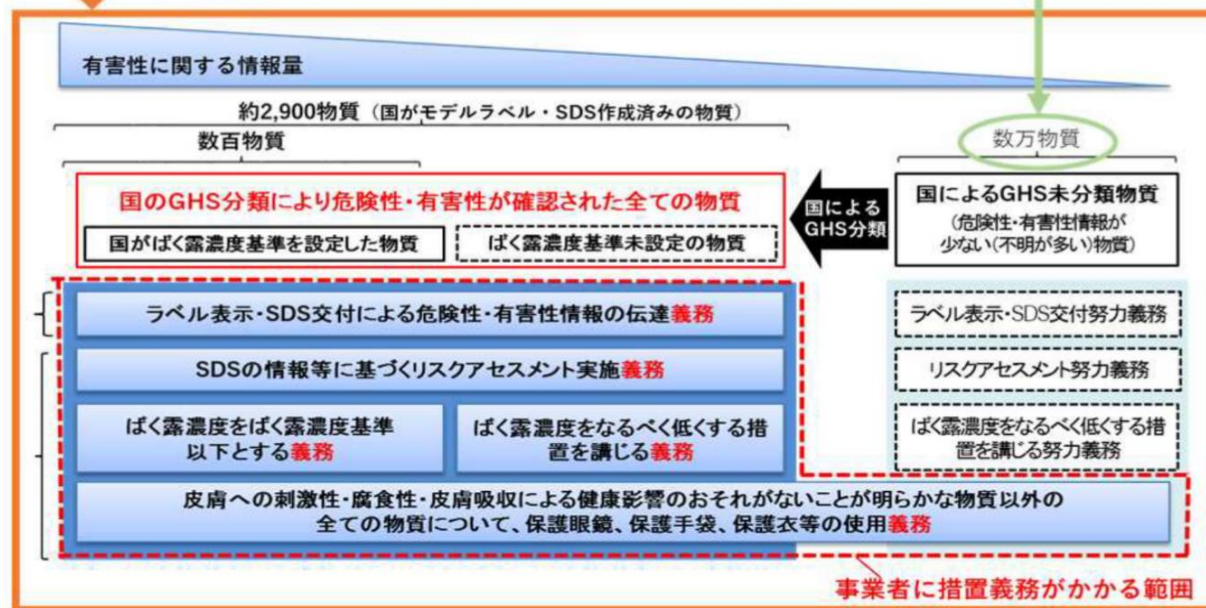 有害性に関する情報量
約2,900物質（国がモデルラベル・SDS作成済みの物質）
数百物質
数万物質
国のGHS分類により危険性・有害性が確認された全ての物質
国がばく露濃度基準を設定した物質
ばく露濃度基準未設定の物質
国による
GHS分類
国によるGHS未分類物質
(危険性・有害性情報が
少ない(不明が多い)物質)
ラベル表示・SDS交付による危険性・有害性情報の伝達義務
ラベル表示・SDS交付努力義務
SDSの情報等に基づくリスクアセスメント実施義務
リスクアセスメント努力義務
ばく露濃度をばく露濃度基準
以下とする義務
ばく露濃度をなるべく低くする措
置を講じる義務
ばく露濃度をなるべく低くする措
置を講じる努力義務
皮膚への刺激性・腐食性・皮膚吸収による健康影響のおそれがないことが明らかな物質以外の
全ての物質について、保護眼鏡、保護手袋、保護衣等の使用義務
事業者に措置義務がかかる範囲